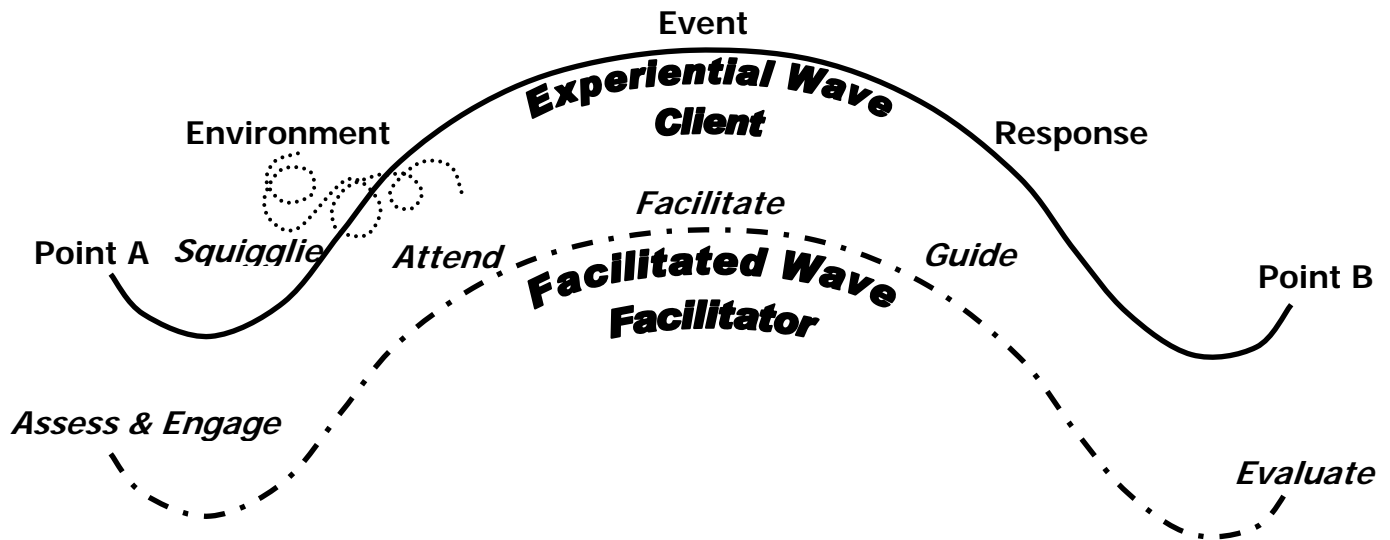 Event
Experiential Wave
Client
Environment
Response
Facilitate
Point A
Squigglie
Attend
Guide
Point B
Facilitated Wave
Facilitator
Assess & Engage
Evaluate